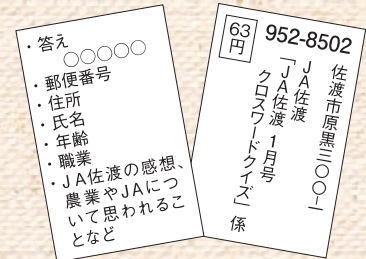 ・答え
○○○○○
・郵便番号
・住所
・氏名
・年齢
・職業
・JA佐渡の感想、
農業やJAにつ
いて思われるこ
となど
63
円
952-8502
佐渡市原黒三〇〇−一
JA佐渡
「JA佐渡 1月号
クロスワードクイズ」係